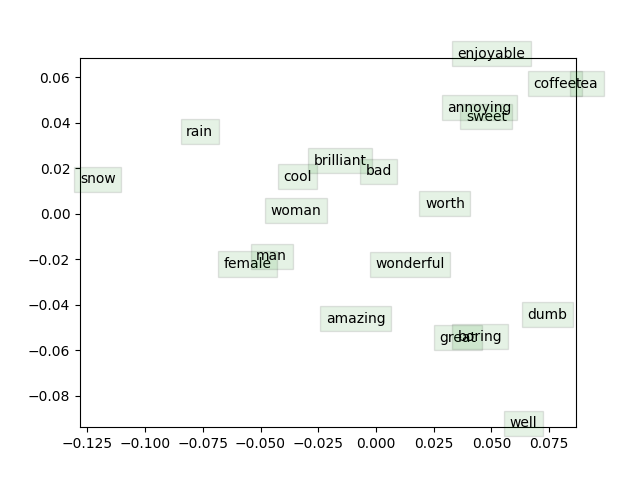 enjoyable
0.06
coffee
tea
annoying
sweet
0.04
rain
brilliant
0.02
cool
bad
snow
worth
woman
0.00
man
female
wonderful
−0.02
amazing
dumb
−0.04
great
boring
−0.06
−0.08
well
−0.125 −0.100 −0.075 −0.050 −0.025 0.000 0.025 0.050 0.075